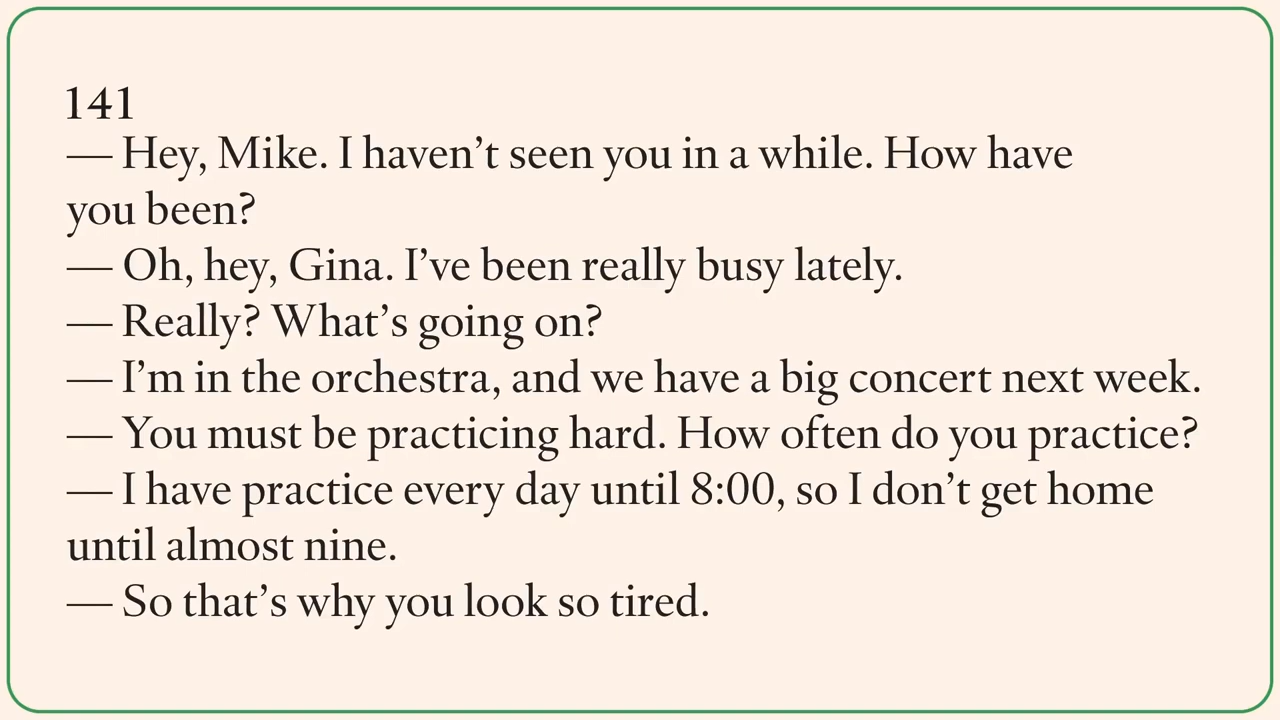 141
— Hey, Mike. I haven’t seen you in a while. How have
you been?
— Oh, hey, Gina. I’ve been really busy lately.
— Really? What’s going on?
— I’m in the orchestra, and we have a big concert next week.
— You must be practicing hard. How often do you practice?
— I have practice every day until 8:00, so I don’t get home
until almost nine.
— So that’s why you look so tired.